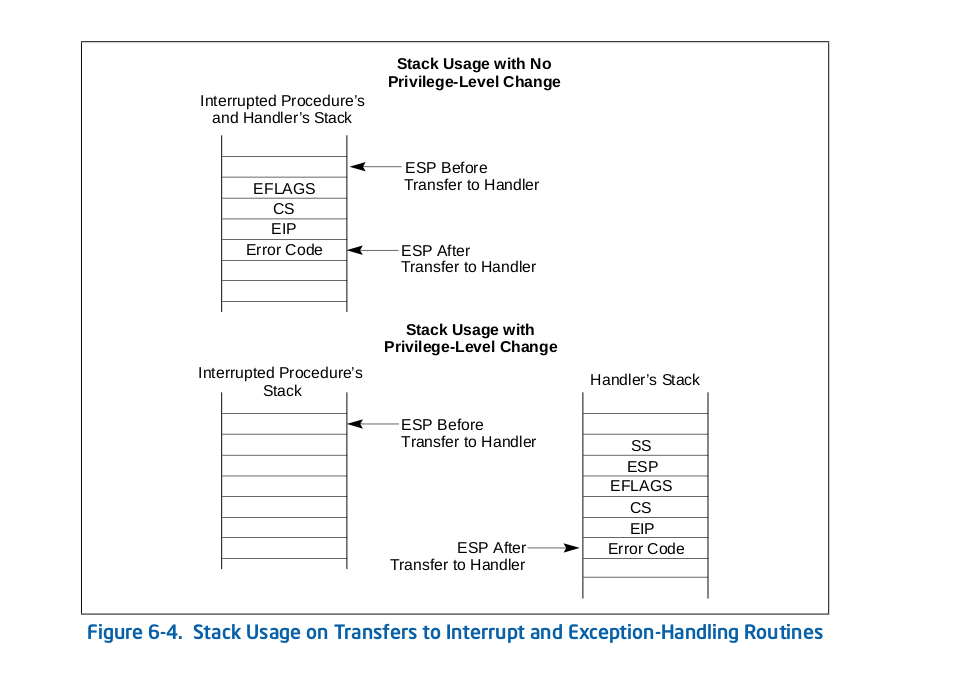 Stack Usage with No
Privilege-Level Change
Interrupted Procedure's
and Handler's Stack
ESP Before
Transfer to Handler
EFLAGS
CS
EIP
Error Code
ESP After
Transfer to Handler
Stack Usage with
Privilege-Level Change
Interrupted Procedure's
Stack
Handler's Stack
ESP Before
Transfer to Handler
SS
ESP
EFLAGS
CS
EIP
Error Code
ESP After
Transfer to Handler
Figure 6-4. Stack Usage on Transfers to Interrupt and Exception-Handling Routines